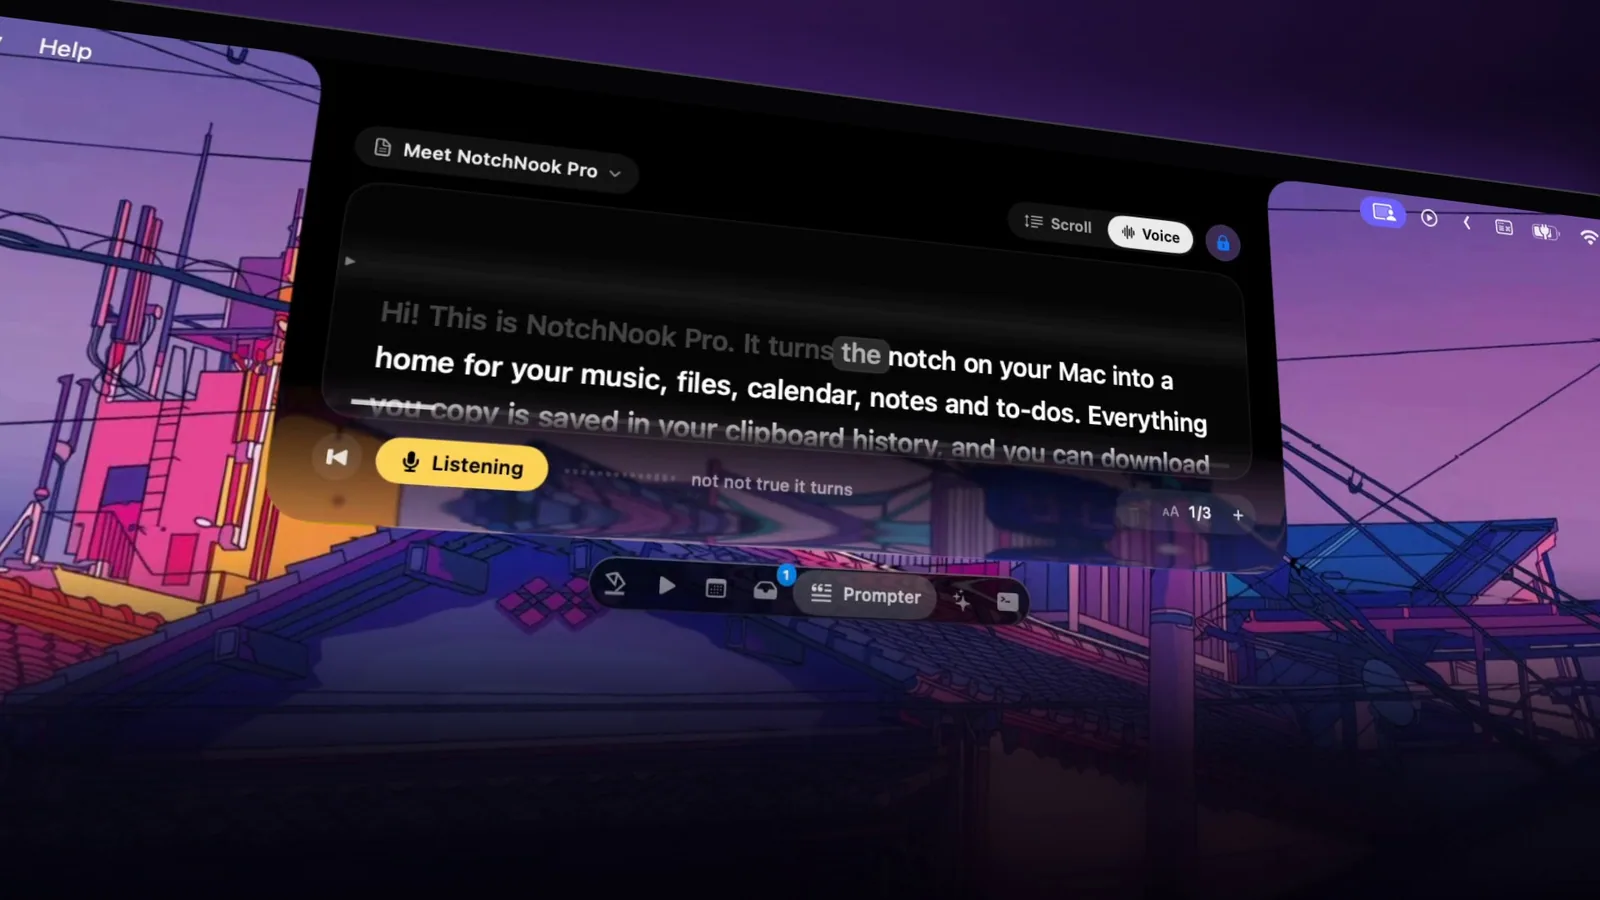 Help
Meet NotchNook Pro
Scroll
Voice
Hi! This is NotchNook Pro. It turns the notch on your Mac into a
home for your music, files, calendar, notes and to-dos. Everything
you copy is saved in your clipboard history, and you can download
Listening
not not true it turns
AA 1/3 +
1
Prompter